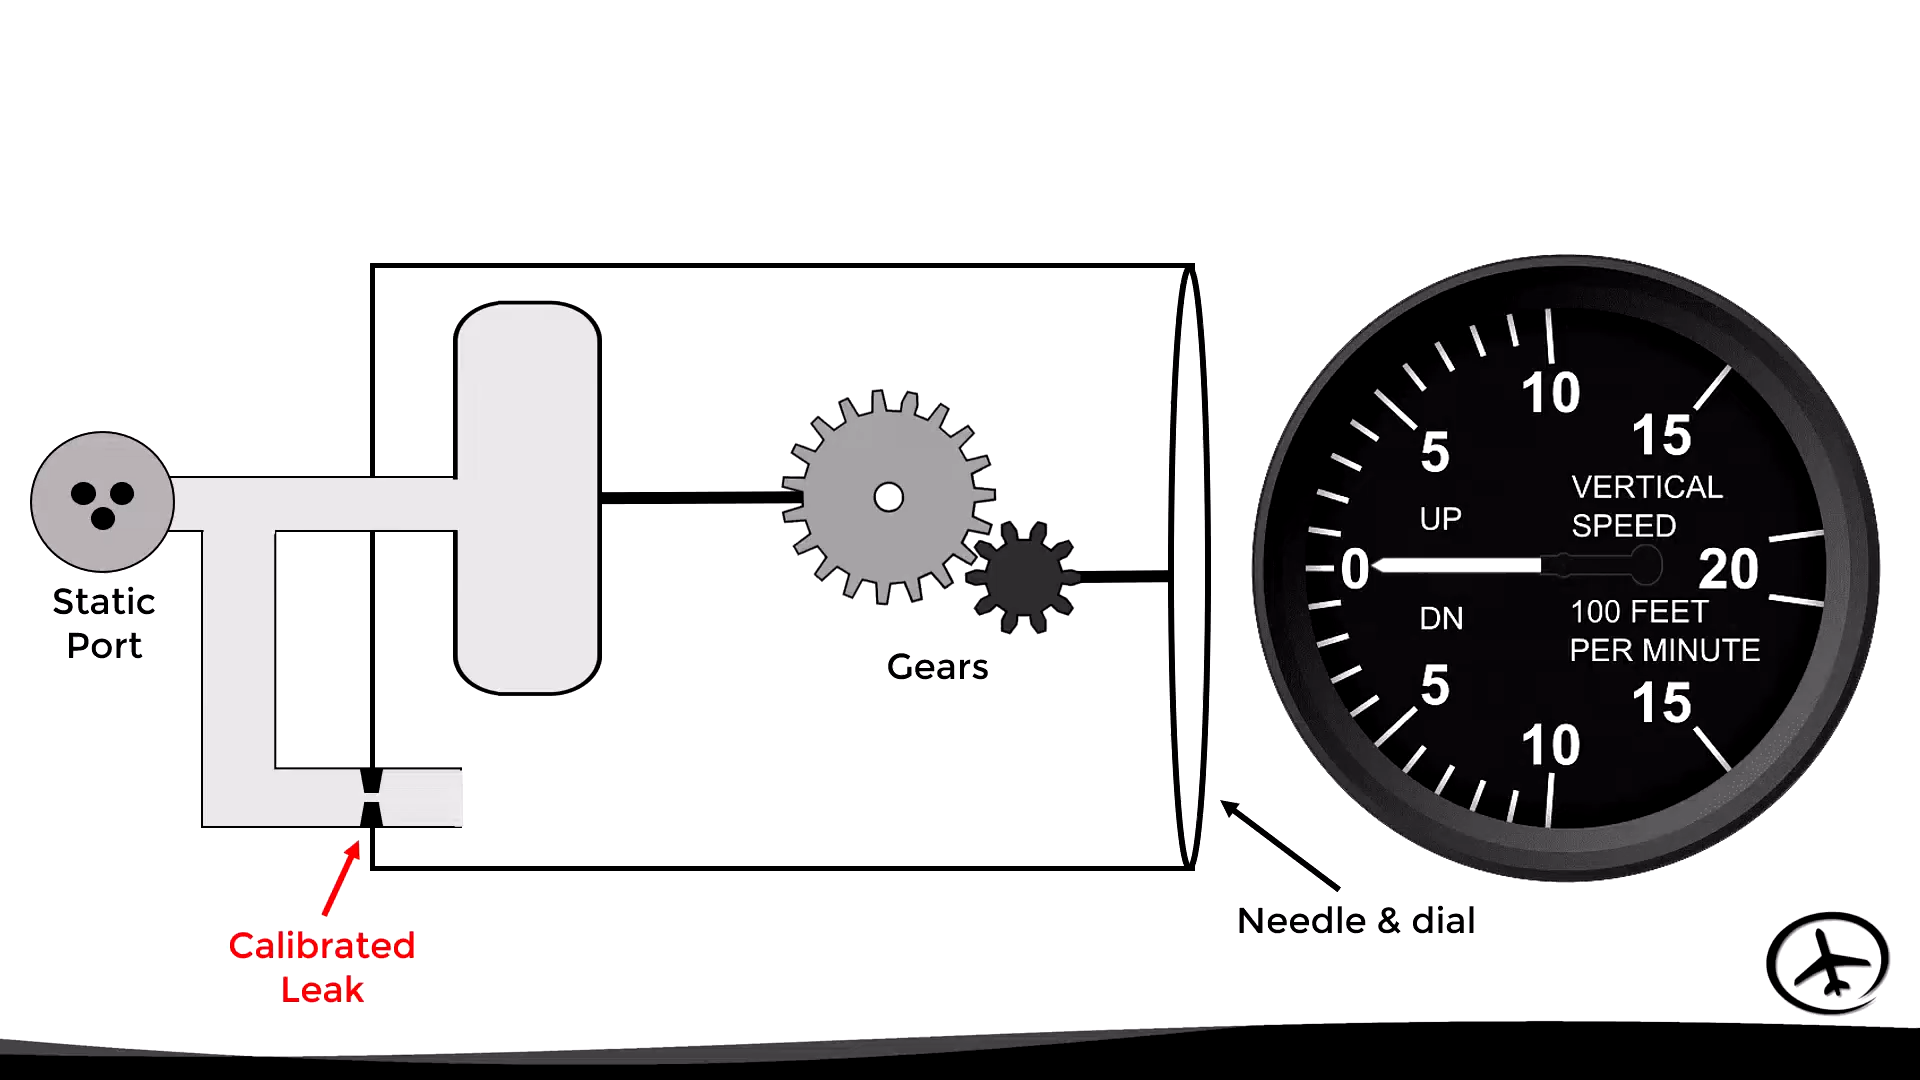 Static
Port
Calibrated
Leak
Gears
Needle & dial
10
15
5
VERTICAL
SPEED
UP
0
20
DN
100 FEET
PER MINUTE
5
15
10